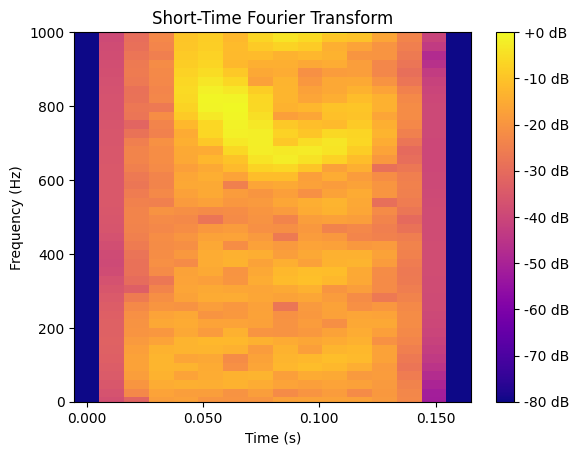 Short-Time Fourier Transform
Frequency (Hz)
1000
800
600
400
200
0
0.000
0.050
0.100
0.150
Time (s)
+0 dB
-10 dB
-20 dB
-30 dB
-40 dB
-50 dB
-60 dB
-70 dB
-80 dB